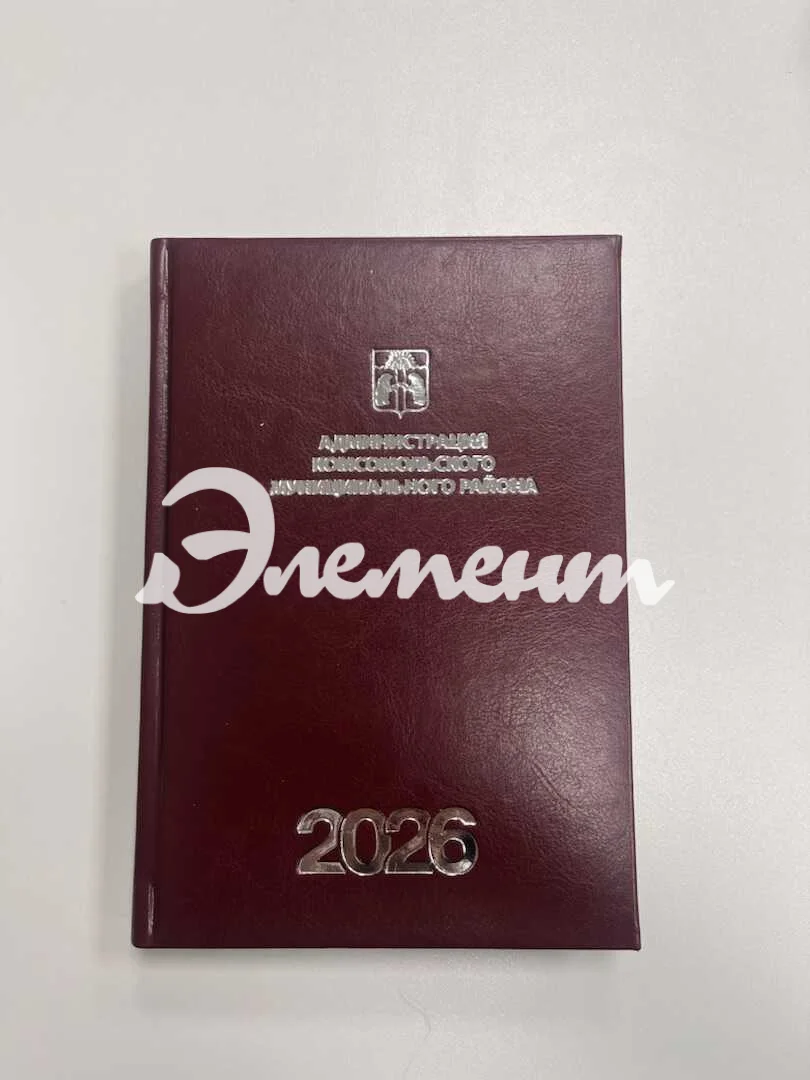 АДМИНИСТРАЦИЯ
КОМСОМОЛЬСКОГО
МУНИЦИПАЛЬНОГО РАЙОНА
Элемент
2026